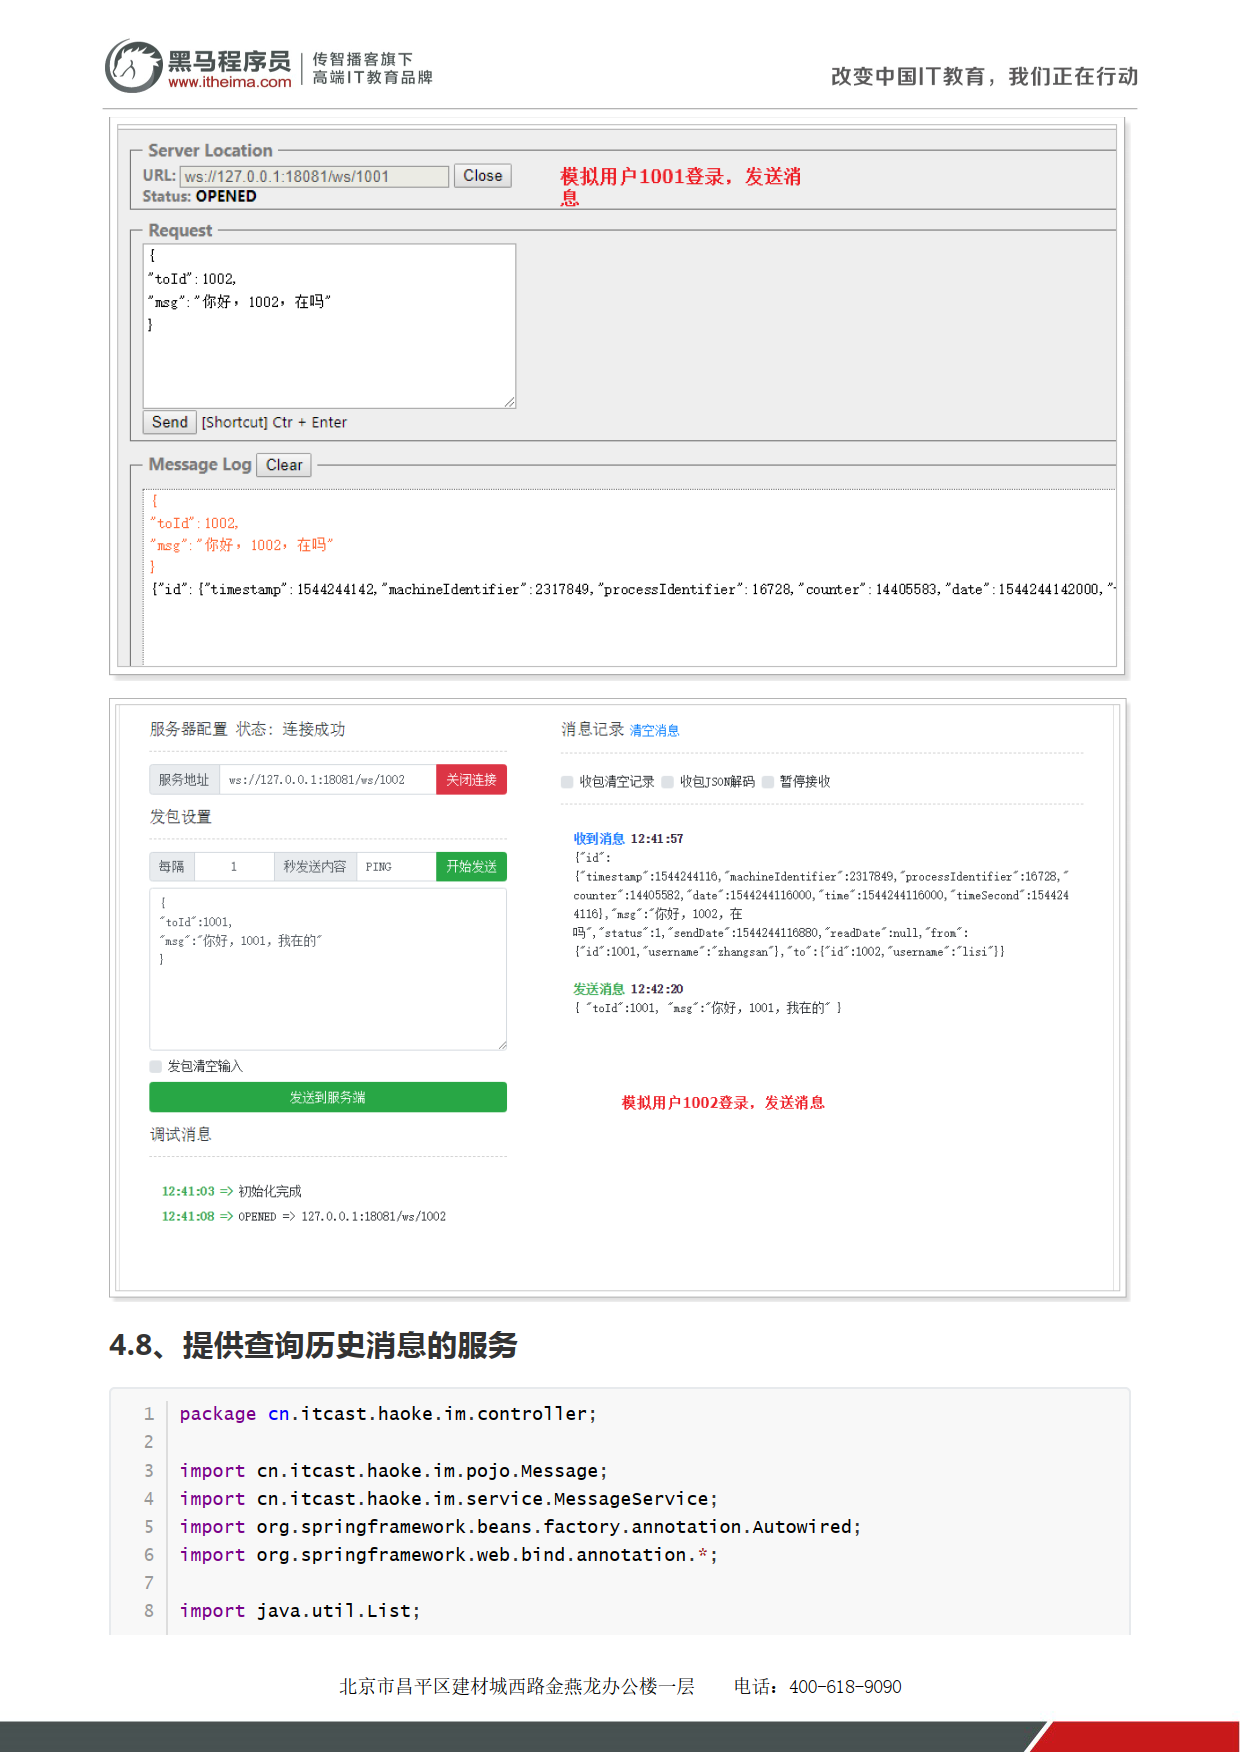 黑马程序员
www.itheima.com
传智播客旗下
高端IT教育品牌
改变中国IT教育，我们正在行动
Server Location
URL: ws://127.0.0.1:18081/ws/1001 Close
Status: OPENED
模拟用户1001登录，发送消
息
Request
{
"toId":1002,
"msg":"你好，1002，在吗"
}
Send [Shortcut] Ctr + Enter
Message Log Clear
{
"toId":1002,
"msg":"你好，1002，在吗"
}
{"id":{"timestamp":1544244142,"machineIdentifier":2317849,"processIdentifier":16728,"counter":14405583,"date":1544244142000,"
服务器配置 状态：连接成功
服务地址 ws://127.0.0.1:18081/ws/1002 关闭连接
发包设置
每隔 1 秒发送内容 PING 开始发送
{
"toId":1001,
"msg":"你好，1001，我在的"
}
发包清空输入
发送到服务端
调试消息
12:41:03 => 初始化完成
12:41:08 => OPENED => 127.0.0.1:18081/ws/1002
消息记录 清空消息
收包清空记录 收包JSON解码 暂停接收
收到消息 12:41:57
{"id":
{"timestamp":1544244116,"machineIdentifier":2317849,"processIdentifier":16728,"
counter":14405582,"date":1544244116000,"time":1544244116000,"timeSecond":154424
4116},"msg":"你好，1002，在
吗","status":1,"sendDate":1544244116880,"readDate":null,"from":
{"id":1001,"username":"zhangsan"},"to":{"id":1002,"username":"lisi"}}
发送消息 12:42:20
{ "toId":1001, "msg":"你好，1001，我在的" }
模拟用户1002登录，发送消息
4.8、提供查询历史消息的服务
1 package cn.itcast.haoke.im.controller;
2
3 import cn.itcast.haoke.im.pojo.Message;
4 import cn.itcast.haoke.im.service.MessageService;
5 import org.springframework.beans.factory.annotation.Autowired;
6 import org.springframework.web.bind.annotation.*;
7
8 import java.util.List;
北京市昌平区建材城西路金燕龙办公楼一层 电话：400-618-9090